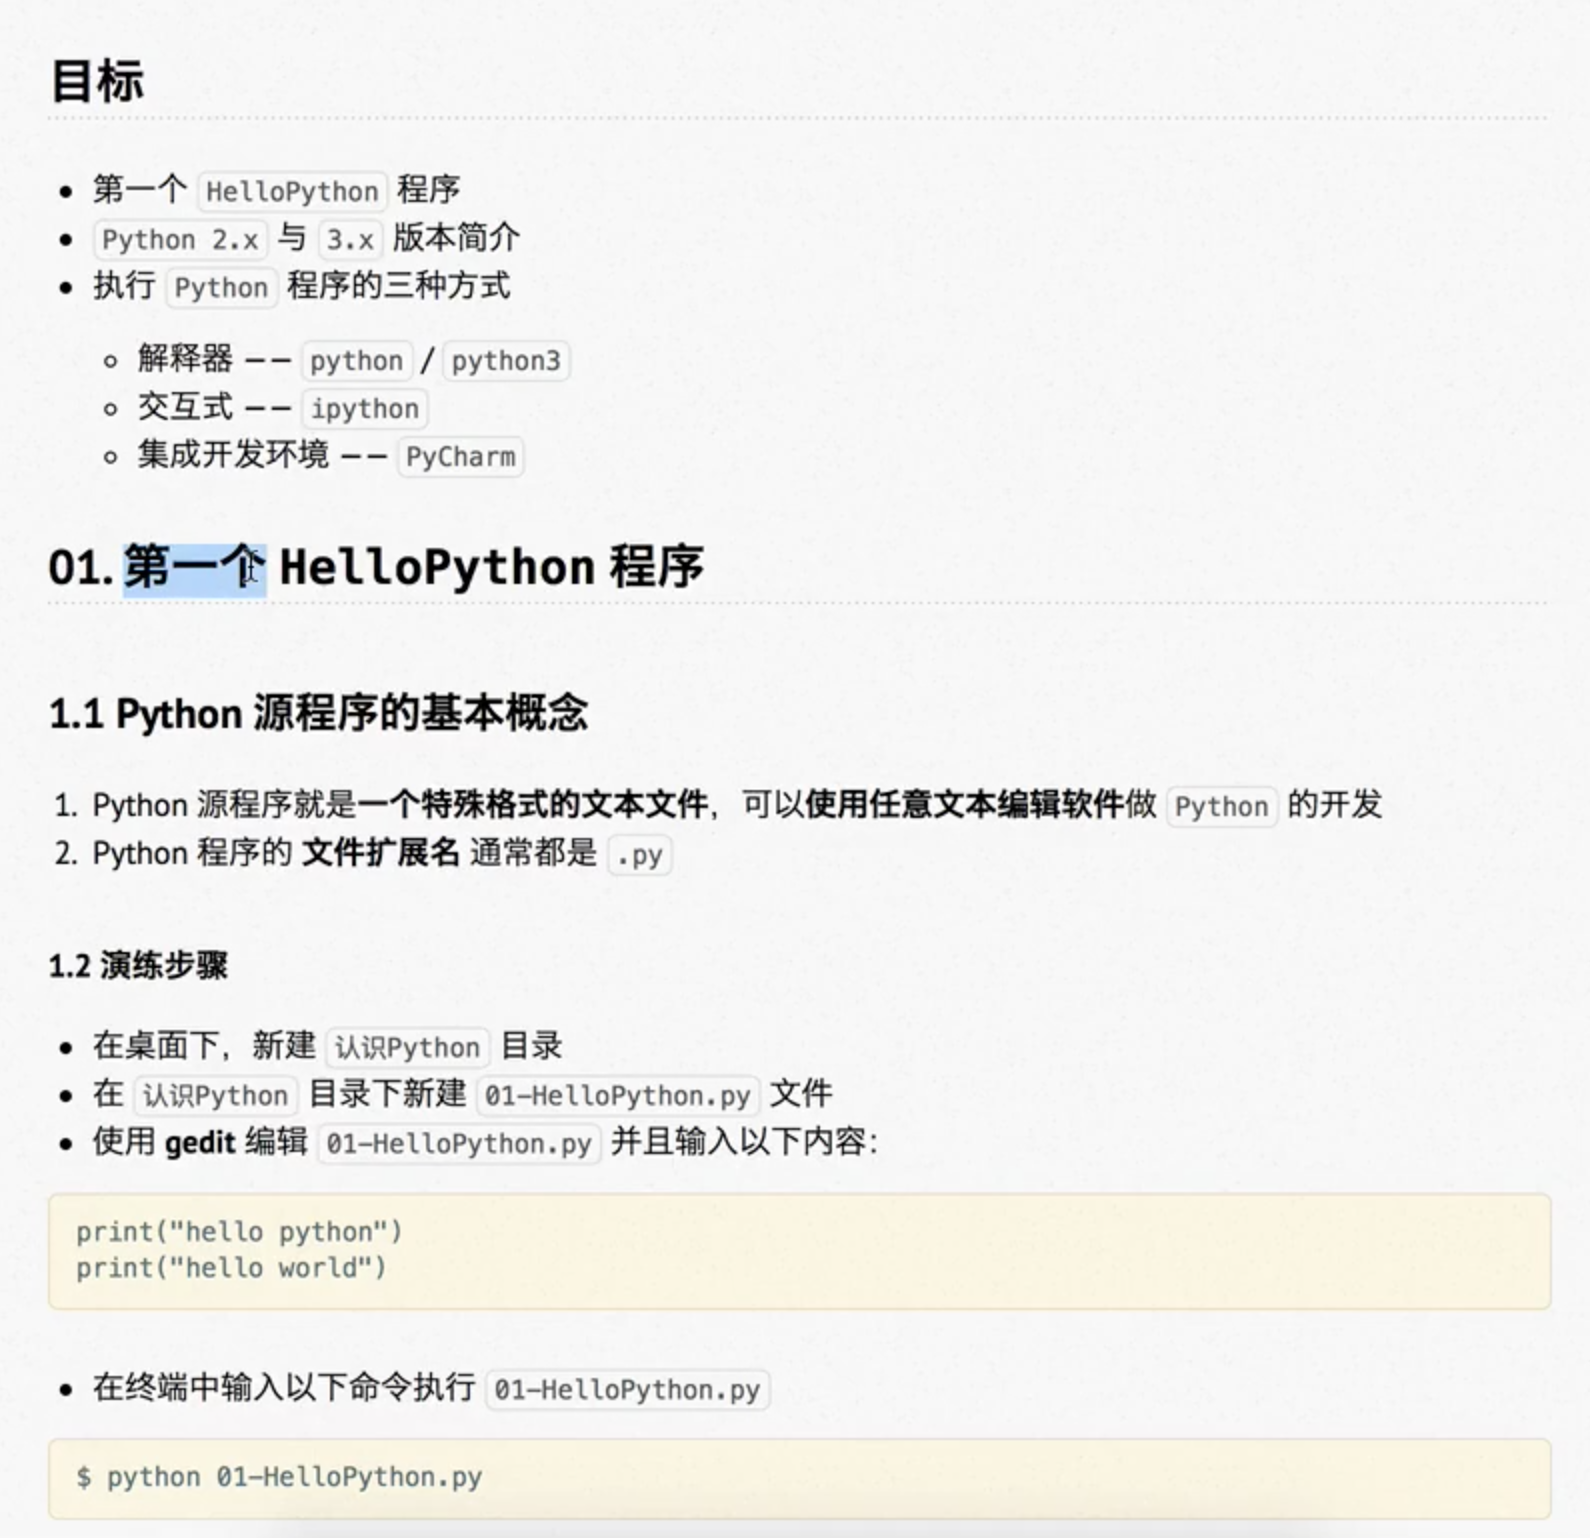 目标
第一个 HelloPython 程序
Python 2.x 与 3.x 版本简介
执行 Python 程序的三种方式
解释器 —— python / python3
交互式 —— ipython
集成开发环境 —— PyCharm
01. 第一个 HelloPython 程序
1.1 Python 源程序的基本概念
1. Python 源程序就是一个特殊格式的文本文件，可以使用任意文本编辑软件做 Python 的开发
2. Python 程序的 文件扩展名 通常都是 .py
1.2 演练步骤
在桌面下，新建 认识Python 目录
在 认识Python 目录下新建 01-HelloPython.py 文件
使用 gedit 编辑 01-HelloPython.py 并且输入以下内容：
print("hello python")
print("hello world")
在终端中输入以下命令执行 01-HelloPython.py
$ python 01-HelloPython.py